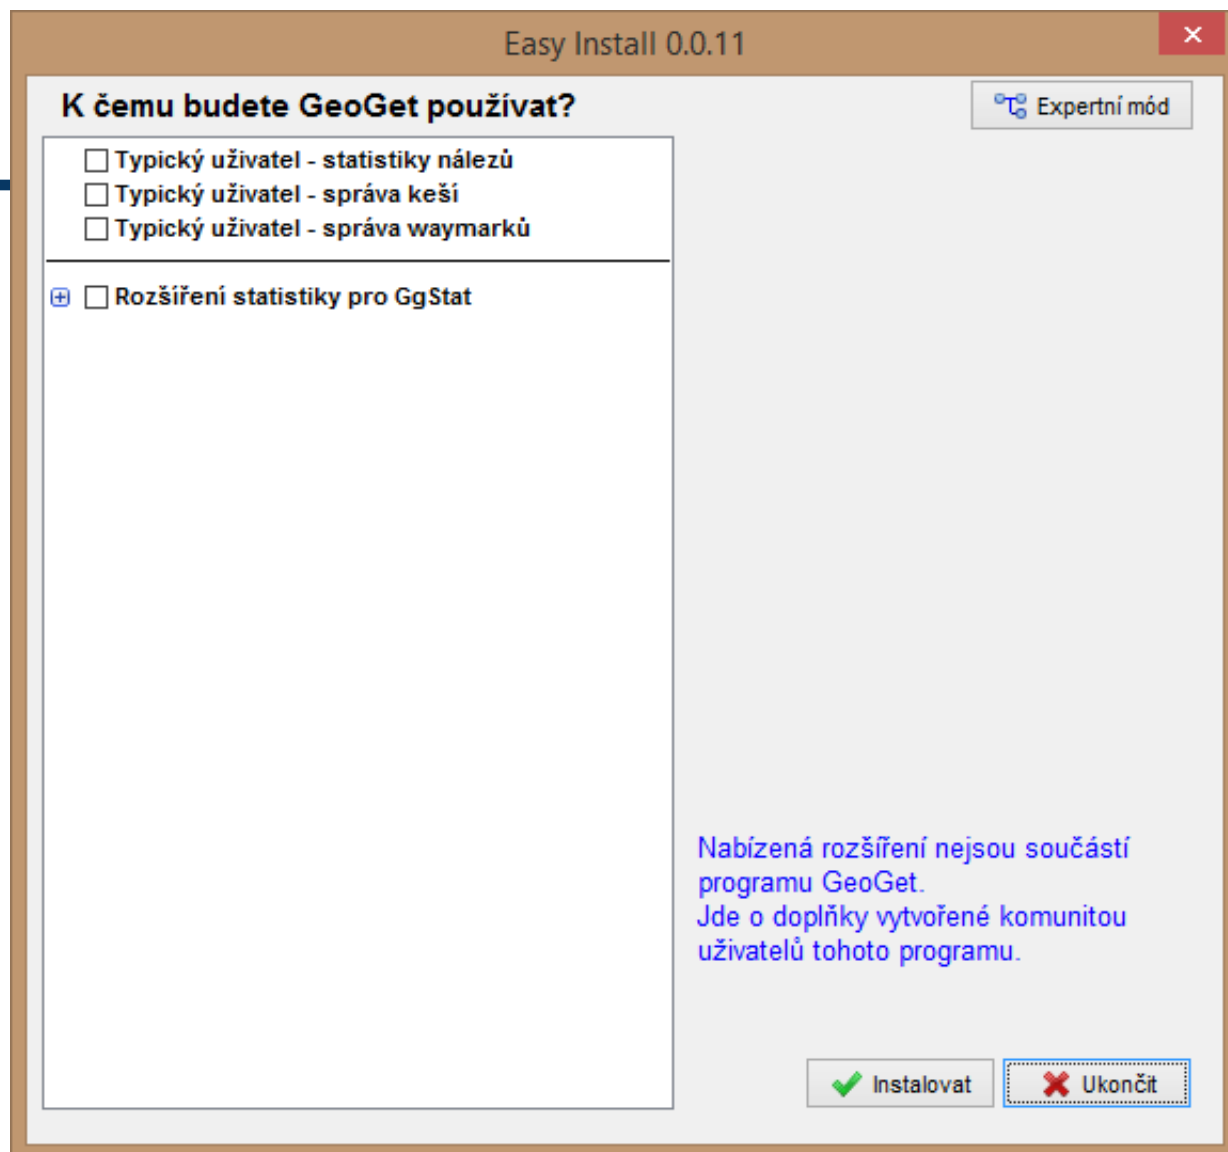 Easy Install 0.0.11
K čemu budete GeoGet používat?
Expertní mód
Typický uživatel - statistiky nálezů
Typický uživatel - správa keší
Typický uživatel - správa waymarků
Rozšíření statistiky pro GgStat
Nabízená rozšíření nejsou součástí
programu GeoGet.
Jde o doplňky vytvořené komunitou
uživatelů tohoto programu.
Instalovat
Ukončit